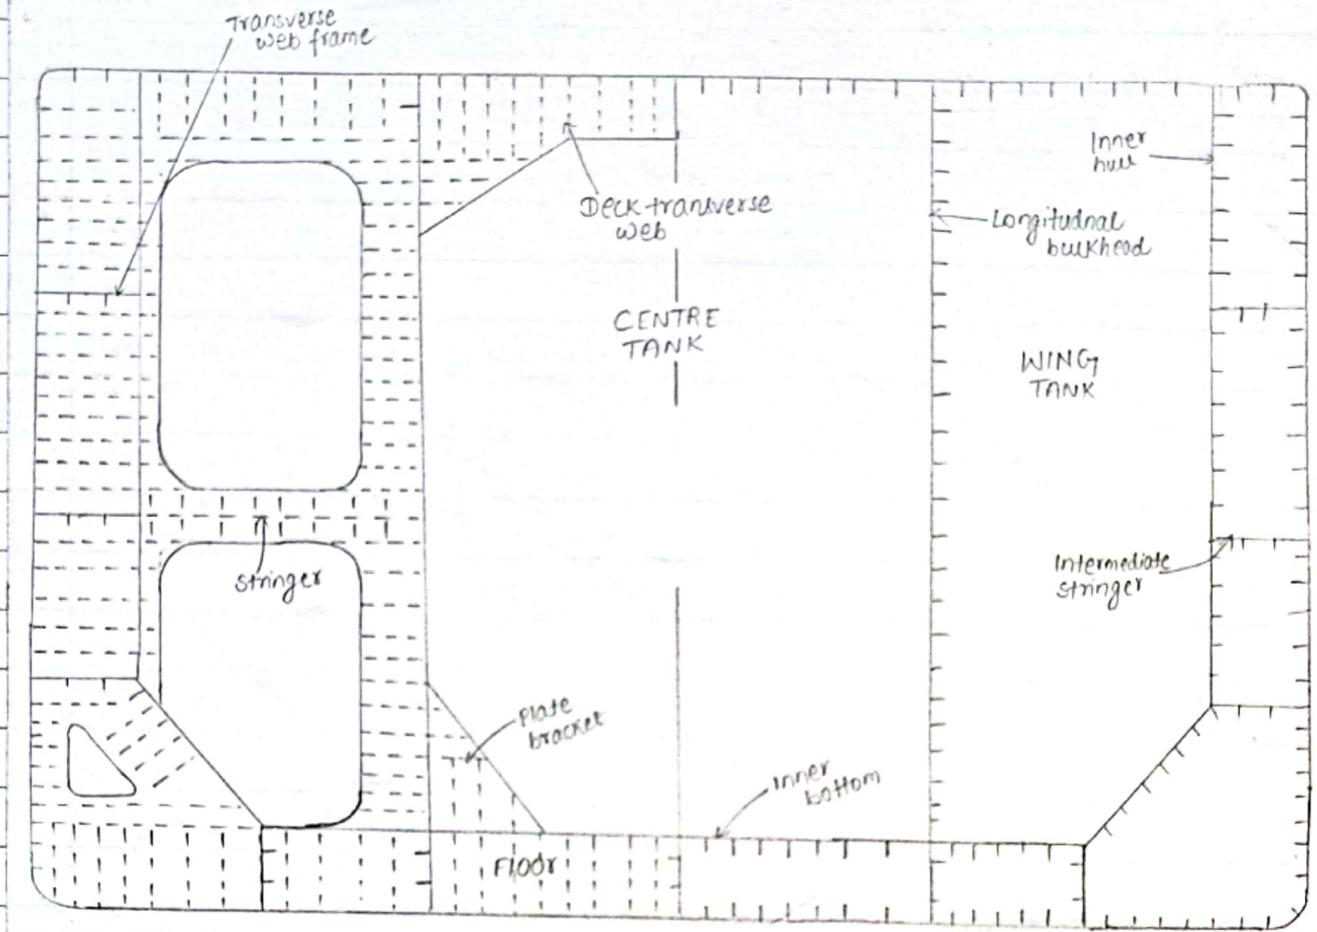 Transverse
web frame
Inner
hull
Deck transverse
web
Longitudnal
bulkhead
CENTRE
TANK
WING
TANK
Stringer
Intermediate
stringer
Plate
bracket
Inner
bottom
Floor